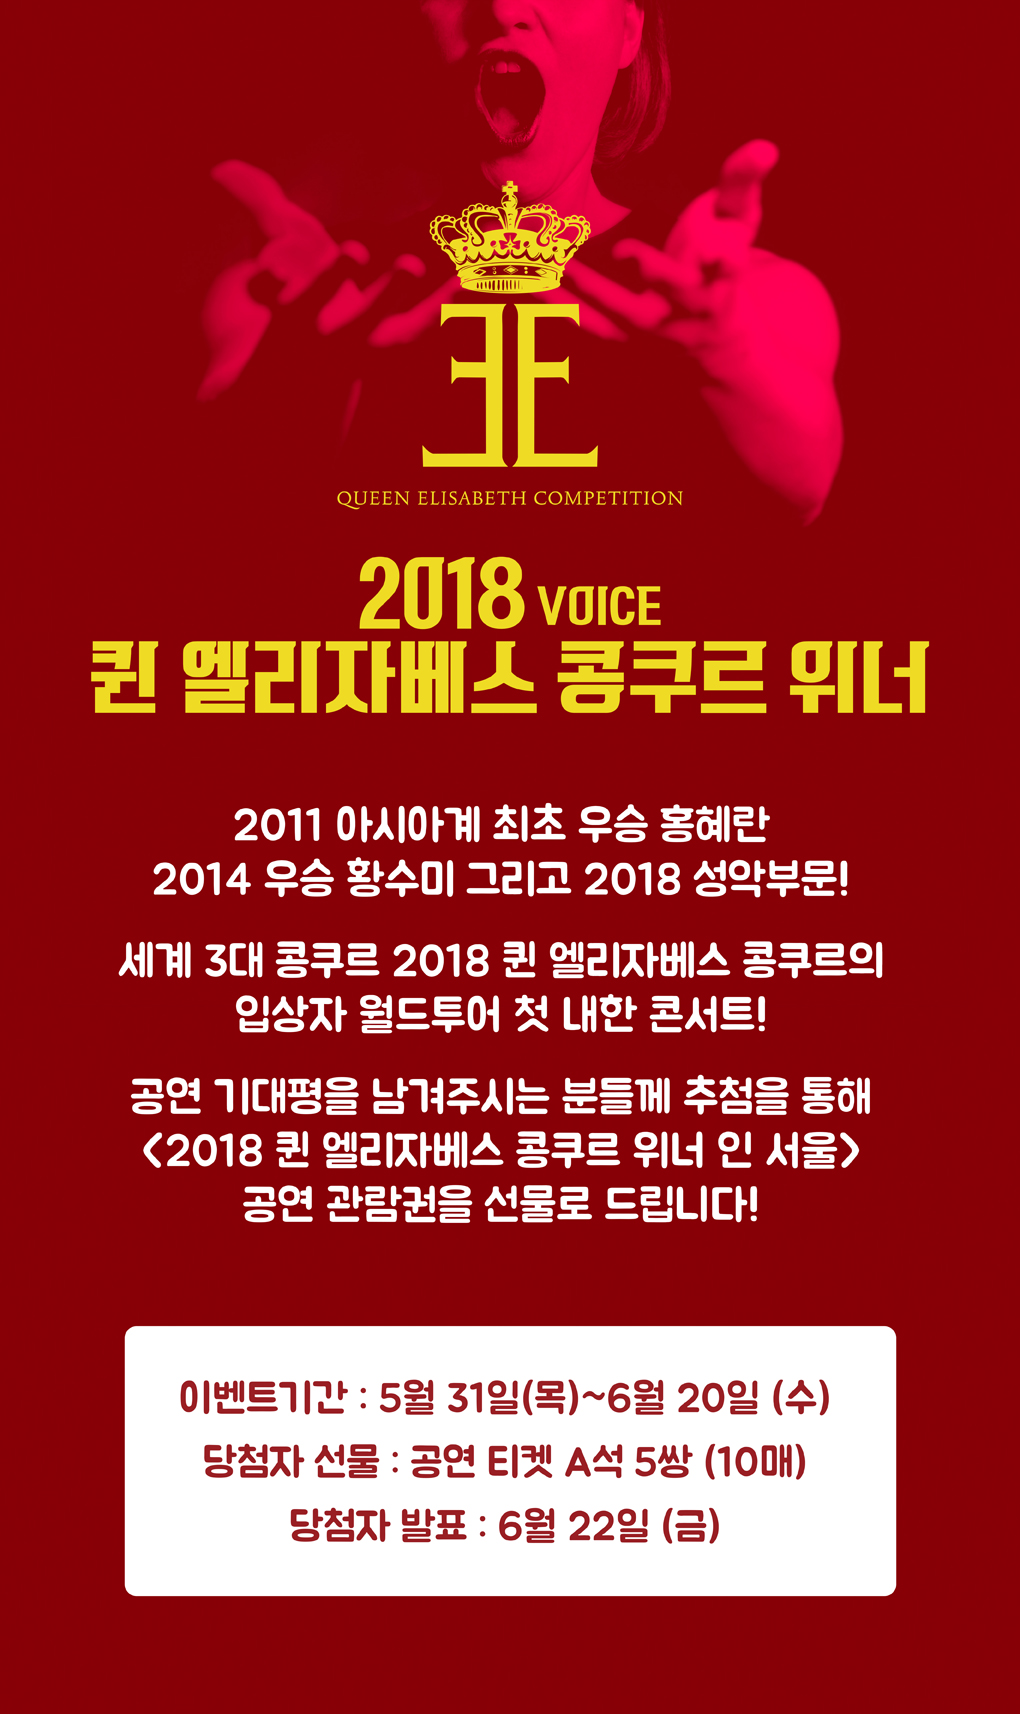 QUEEN ELISABETH COMPETITION
2018 VOICE
퀸 엘리자베스 콩쿠르 위너
2011 아시아계 최초 우승 홍혜란
2014 우승 황수미 그리고 2018 성악부문!
세계 3대 콩쿠르 2018 퀸 엘리자베스 콩쿠르의
입상자 월드투어 첫 내한 콘서트!
공연 기대평을 남겨주시는 분들께 추첨을 통해
<2018 퀸 엘리자베스 콩쿠르 위너 인 서울>
공연 관람권을 선물로 드립니다!
이벤트기간 : 5월 31일(목)~6월 20일 (수)
당첨자 선물 : 공연 티켓 A석 5쌍 (10매)
당첨자 발표 : 6월 22일 (금)